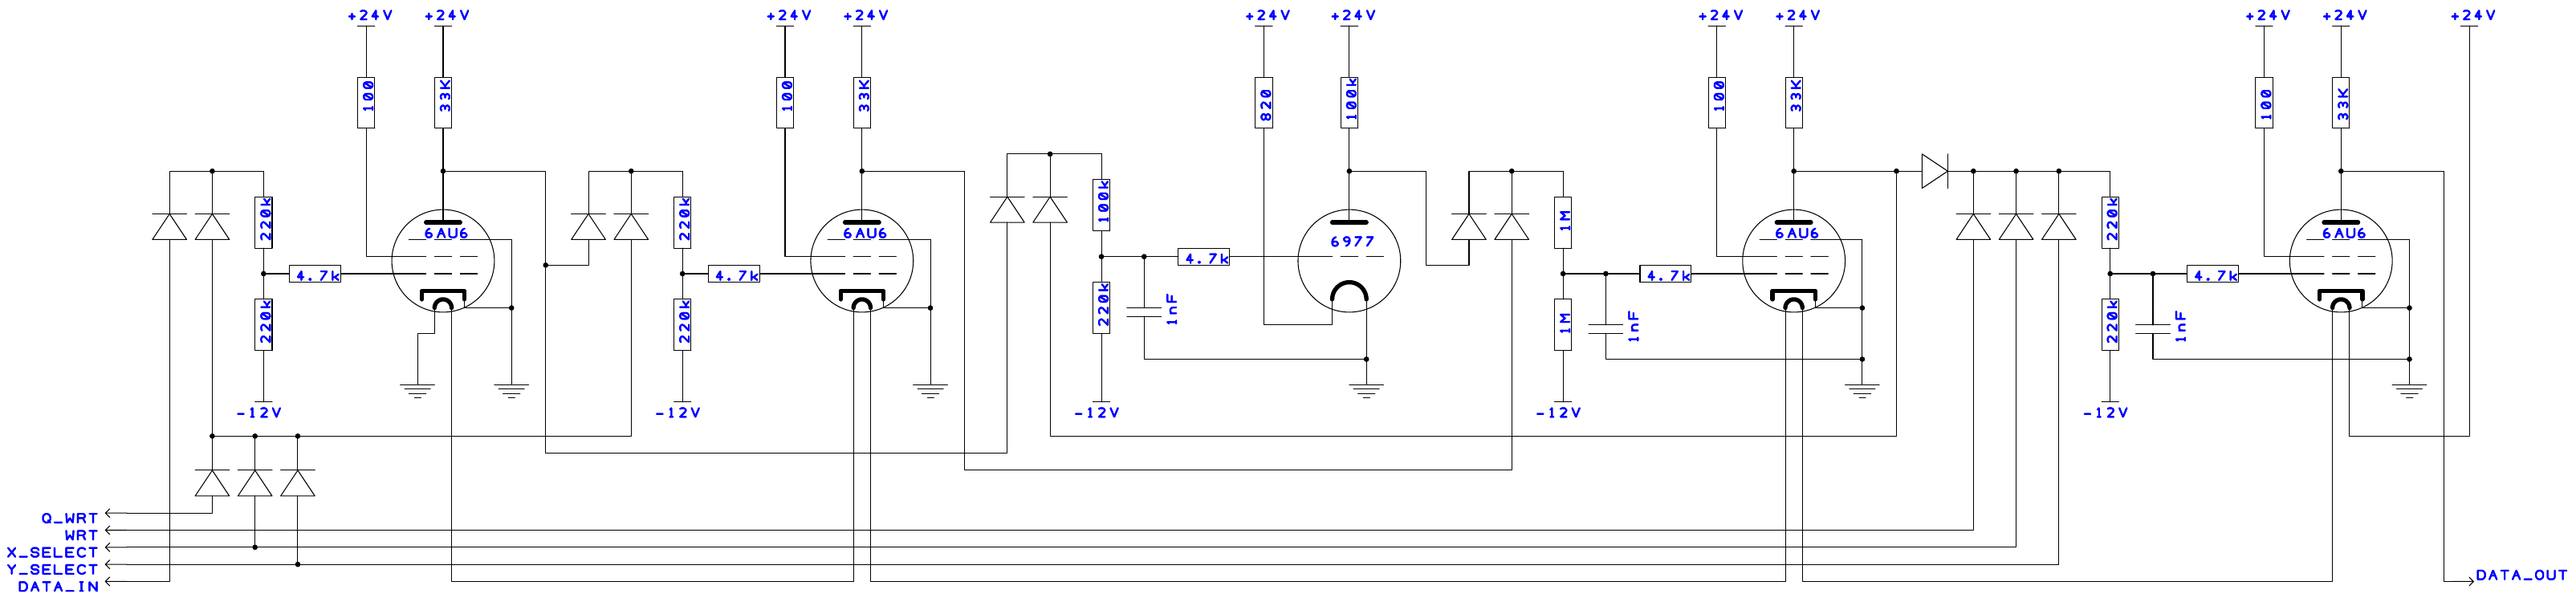 +24V +24V +24V +24V +24V +24V +24V +24V +24V +24V +24V
100 33K 100 33K 820 100k 100 33K 100 33K
220k 220k 100k 1M 220k
6AU6 6AU6 6977 6AU6 6AU6
4.7k 4.7k 4.7k 4.7k 4.7k
220k 220k 220k 1nF 1M 1nF 220k 1nF
-12V -12V -12V -12V -12V
Q_WRT
WRT
X_SELECT
Y_SELECT
DATA_IN
DATA_OUT